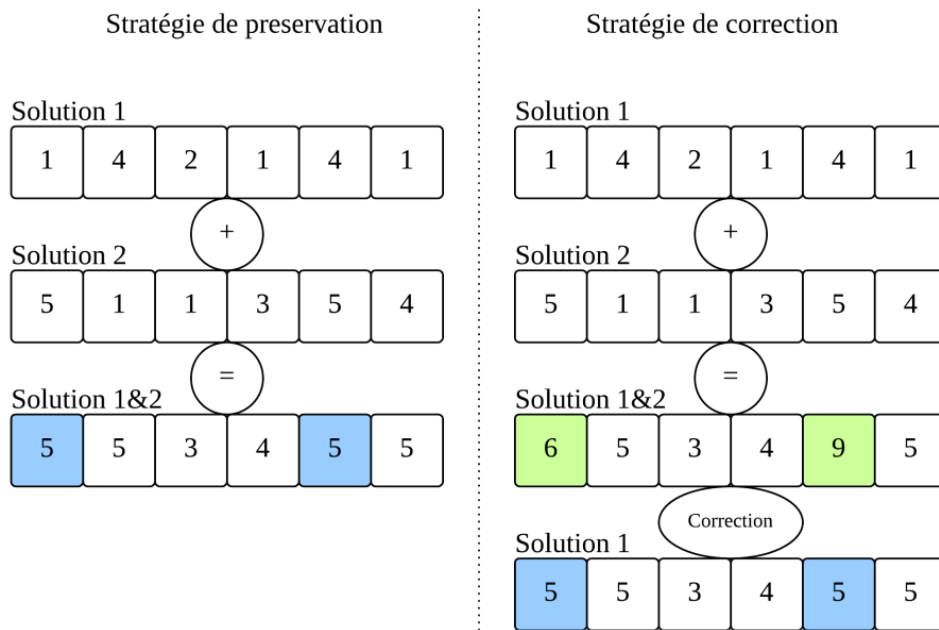 Stratégie de preservation
Solution 1
1 4 2 1 4 1
+
Solution 2
5 1 1 3 5 4
=
Solution 1&2
5 5 3 4 5 5
Stratégie de correction
Solution 1
1 4 2 1 4 1
+
Solution 2
5 1 1 3 5 4
=
Solution 1&2
6 5 3 4 9 5
Correction
Solution 1
5 5 3 4 5 5